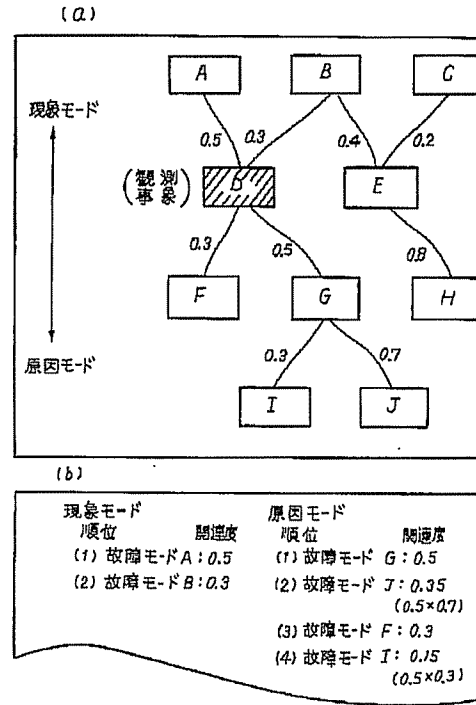 (a)
A B C
現象モード
0.5 0.3 0.4 0.2
(観測事象) D E
0.3 0.5 0.8
F G H
原因モード
0.3 0.7
I J
(b)
現象モード 原因モード
順位 関連度 順位 関連度
(1) 故障モードA:0.5 (1) 故障モード G:0.5
(2) 故障モードB:0.3 (2) 故障モード J:0.35
(0.5×0.7)
(3) 故障モード F:0.3
(4) 故障モード I:0.15
(0.5×0.3)